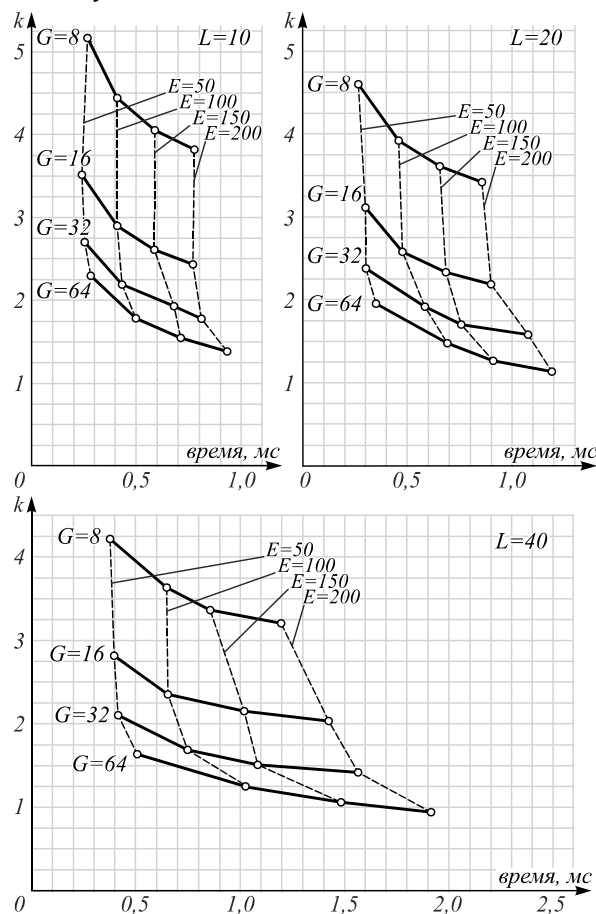 k
G=8
L=10
5
E=50
E=100
E=150
E=200
4
G=16
3
G=32
G=64
2
1
время, мс
0
0,5
1,0
k
L=20
5
G=8
E=50
E=100
E=150
E=200
4
G=16
3
G=32
G=64
2
1
время, мс
0
0,5
1,0
k
G=8
L=40
4
E=50
E=100
E=150
E=200
3
G=16
G=32
2
G=64
1
время, мс
0
0,5
1,0
1,5
2,0
2,5